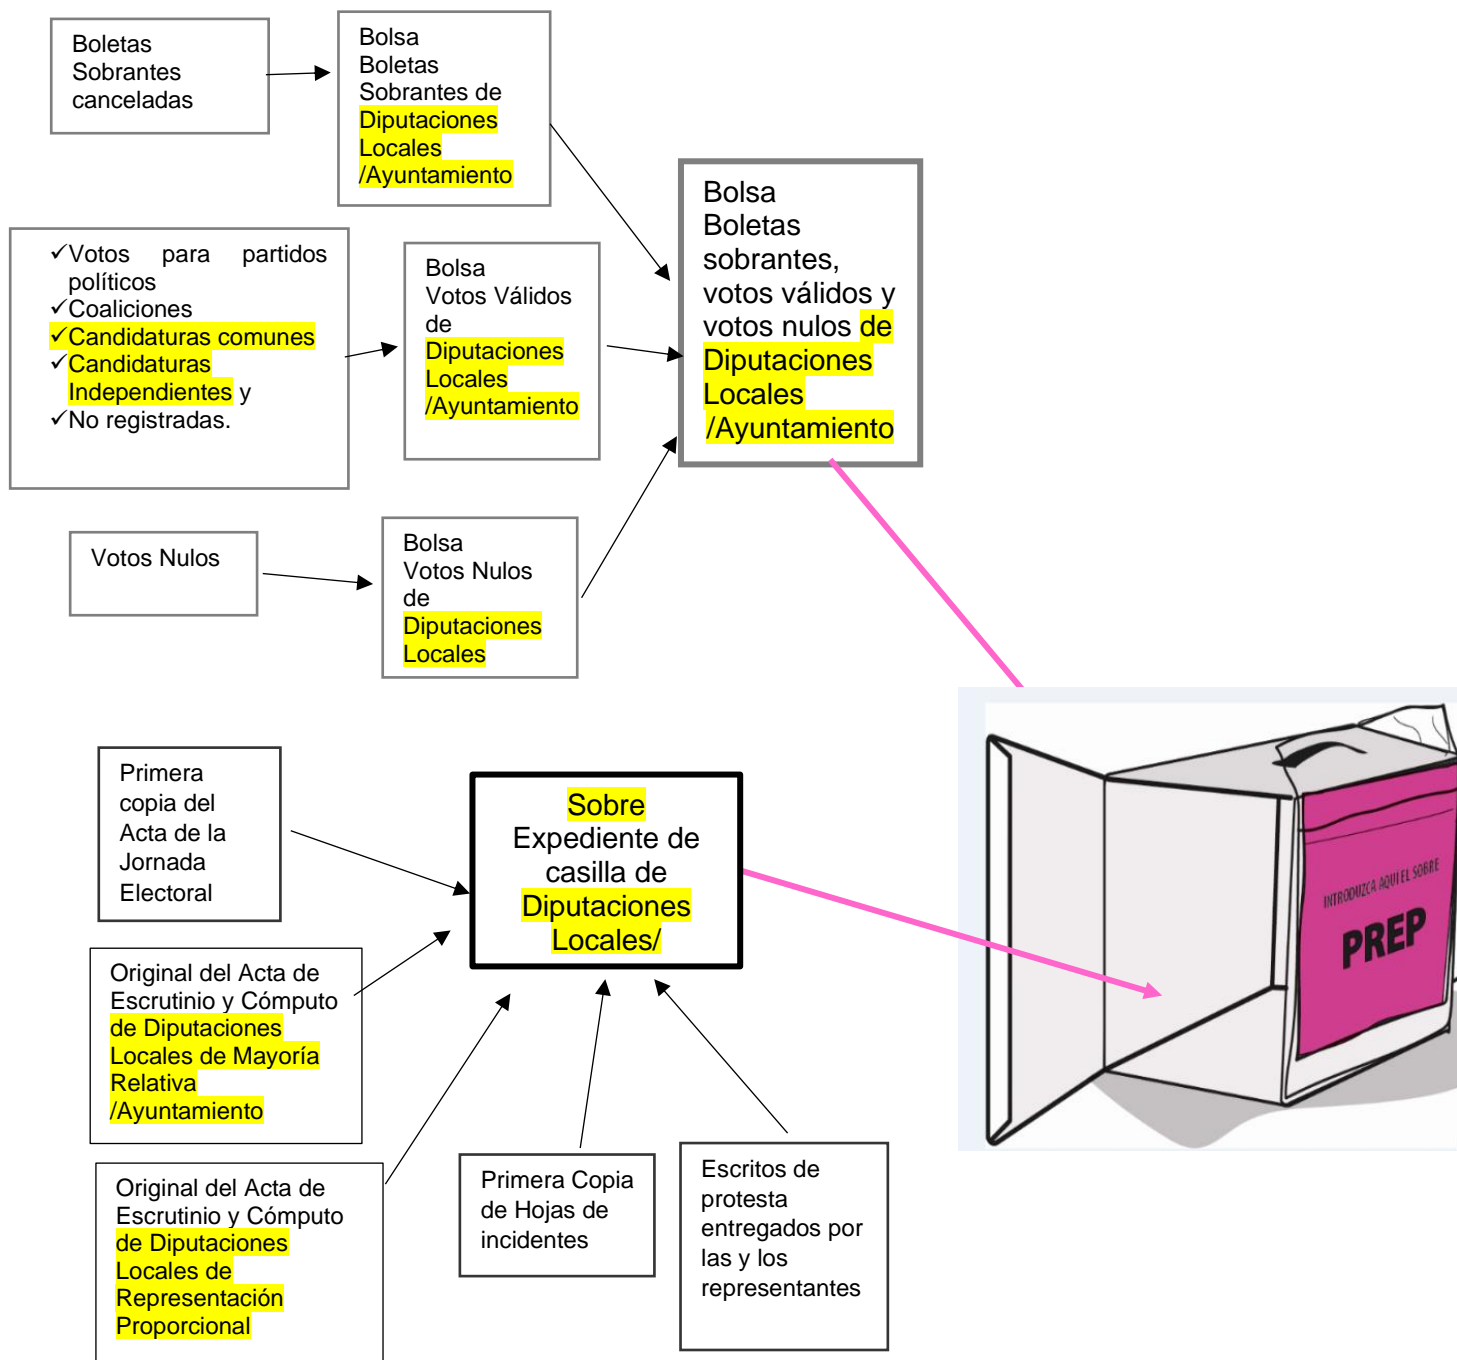 Boletas
Sobrantes
canceladas
Bolsa
Boletas
Sobrantes de
Diputaciones
Locales
/Ayuntamiento
✓Votos para partidos
políticos
✓Coaliciones
✓Candidaturas comunes
✓Candidaturas
Independientes y
✓No registradas.
Bolsa
Votos Válidos
de
Diputaciones
Locales
/Ayuntamiento
Bolsa
Boletas
sobrantes,
votos válidos y
votos nulos de
Diputaciones
Locales
/Ayuntamiento
Votos Nulos
Bolsa
Votos Nulos
de
Diputaciones
Locales
Primera
copia del
Acta de la
Jornada
Electoral
Sobre
Expediente de
casilla de
Diputaciones
Locales/
INTRODUZCA AQUÍ EL SOBRE
PREP
Original del Acta de
Escrutinio y Cómputo
de Diputaciones
Locales de Mayoría
Relativa
/Ayuntamiento
Original del Acta de
Escrutinio y Cómputo
de Diputaciones
Locales de
Representación
Proporcional
Primera Copia
de Hojas de
incidentes
Escritos de
protesta
entregados por
las y los
representantes